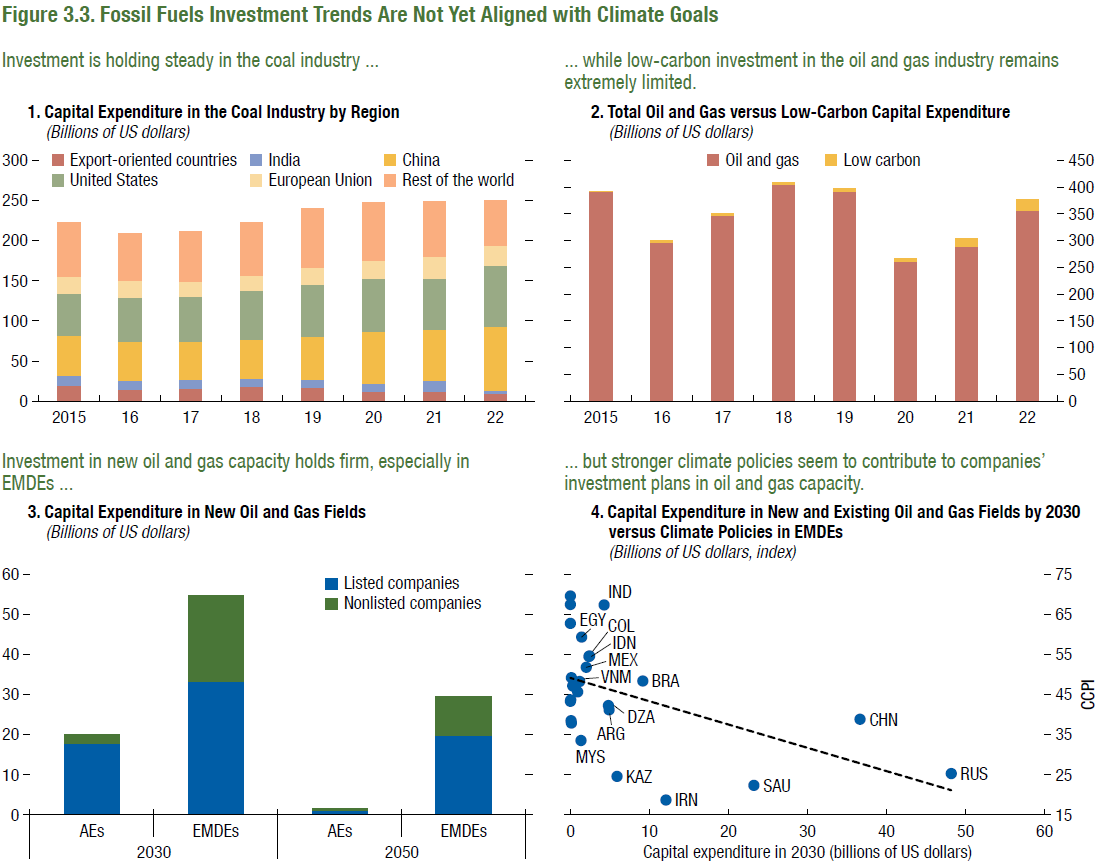 Figure 3.3. Fossil Fuels Investment Trends Are Not Yet Aligned with Climate Goals
Investment is holding steady in the coal industry ...
1. Capital Expenditure in the Coal Industry by Region
(Billions of US dollars)
Export-oriented countries
India
China
United States
European Union
Rest of the world
300
250
200
150
100
50
0
2015 16 17 18 19 20 21 22
... while low-carbon investment in the oil and gas industry remains
extremely limited.
2. Total Oil and Gas versus Low-Carbon Capital Expenditure
(Billions of US dollars)
Oil and gas
Low carbon
450
400
350
300
250
200
150
100
50
0
2015 16 17 18 19 20 21 22
Investment in new oil and gas capacity holds firm, especially in
EMDEs ...
3. Capital Expenditure in New Oil and Gas Fields
(Billions of US dollars)
Listed companies
Nonlisted companies
60
50
40
30
20
10
0
AEs EMDEs AEs EMDEs
2030 2050
... but stronger climate policies seem to contribute to companies’
investment plans in oil and gas capacity.
4. Capital Expenditure in New and Existing Oil and Gas Fields by 2030
versus Climate Policies in EMDEs
(Billions of US dollars, index)
75
65
55
45
35
25
15
CCPI
IND
EGY
COL
IDN
MEX
VNM
BRA
DZA
ARG
CHN
MYS
KAZ
SAU
RUS
IRN
0 10 20 30 40 50 60
Capital expenditure in 2030 (billions of US dollars)